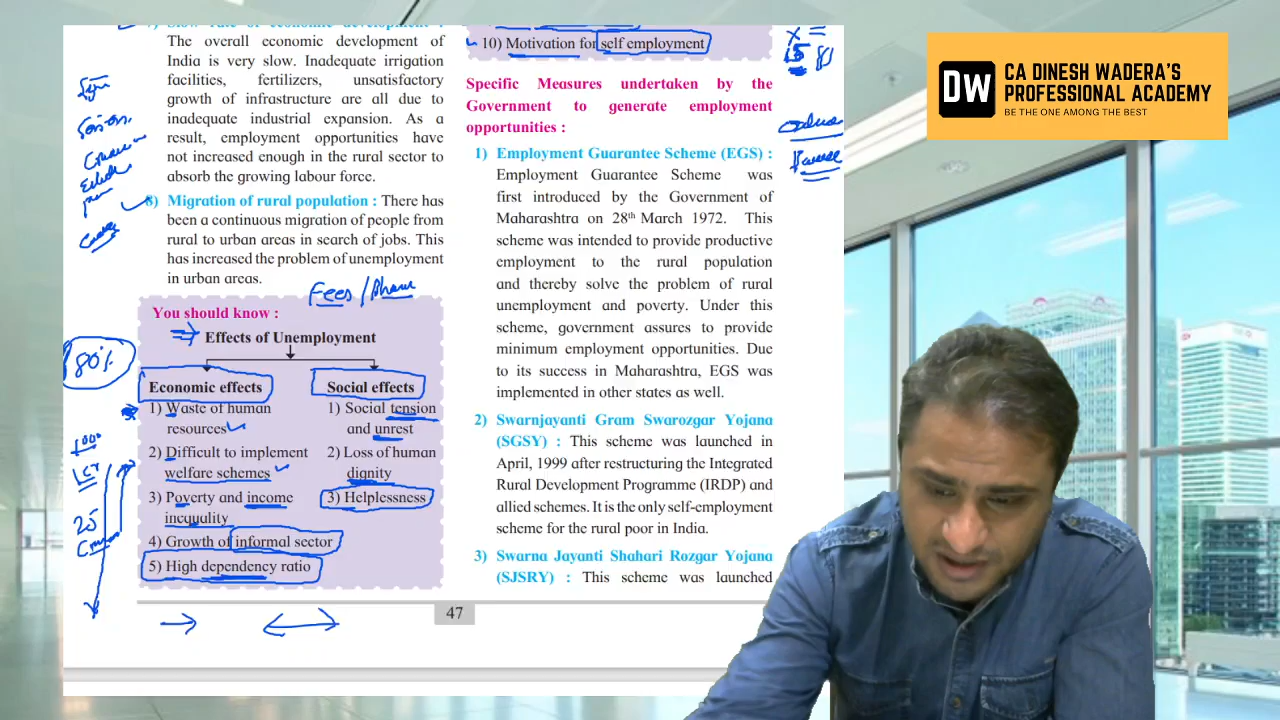 7) Slow rate of economic development :
The overall economic development of
India is very slow. Inadequate irrigation
facilities, fertilizers, unsatisfactory
growth of infrastructure are all due to
inadequate industrial expansion. As a
result, employment opportunities have
not increased enough in the rural sector to
absorb the growing labour force.
8) Migration of rural population : There has
been a continuous migration of people from
rural to urban areas in search of jobs. This
has increased the problem of unemployment
in urban areas.
Fees /
You should know :
Effects of Unemployment
80%
Economic effects
1) Waste of human
resources
2) Difficult to implement
welfare schemes
3) Poverty and income
inequality
4) Growth of informal sector
5) High dependency ratio
Social effects
1) Social tension
and unrest
2) Loss of human
dignity
3) Helplessness
1000
25
10) Motivation for self employment
Specific Measures undertaken by the
Government to generate employment
opportunities :
1) Employment Guarantee Scheme (EGS) :
Employment Guarantee Scheme was
first introduced by the Government of
Maharashtra on 28th March 1972. This
scheme was intended to provide productive
employment to the rural population
and thereby solve the problem of rural
unemployment and poverty. Under this
scheme, government assures to provide
minimum employment opportunities. Due
to its success in Maharashtra, EGS was
implemented in other states as well.
2) Swarnjayanti Gram Swarozgar Yojana
(SGSY) : This scheme was launched in
April, 1999 after restructuring the Integrated
Rural Development Programme (IRDP) and
allied schemes. It is the only self-employment
scheme for the rural poor in India.
3) Swarna Jayanti Shahari Rozgar Yojana
(SJSRY) : This scheme was launched
47
DW
CA DINESH WADERA'S
PROFESSIONAL ACADEMY
BE THE ONE AMONG THE BEST